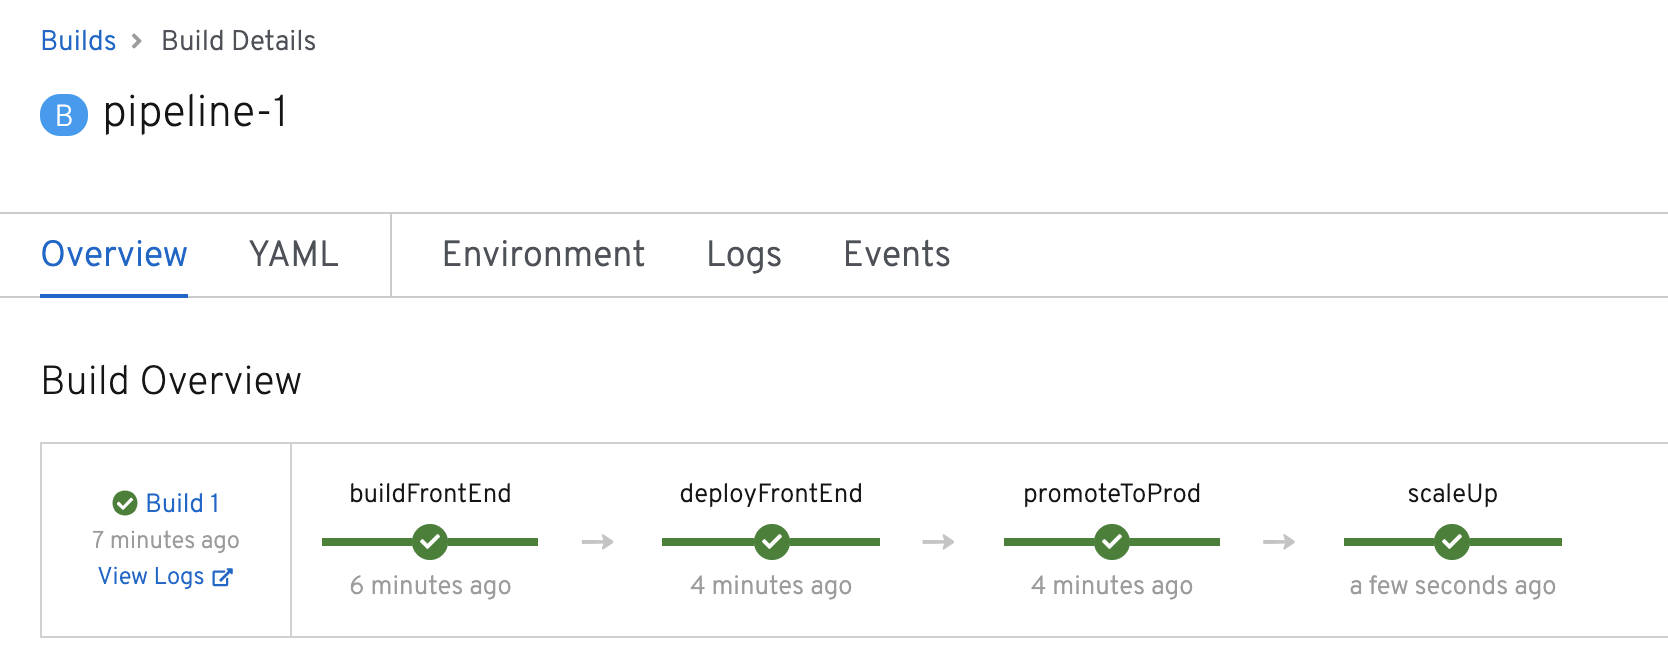 Builds > Build Details
B pipeline-1
Overview YAML Environment Logs Events
Build Overview
Build 1
7 minutes ago
View Logs
buildFrontEnd
6 minutes ago
deployFrontEnd
4 minutes ago
promoteToProd
4 minutes ago
scaleUp
a few seconds ago